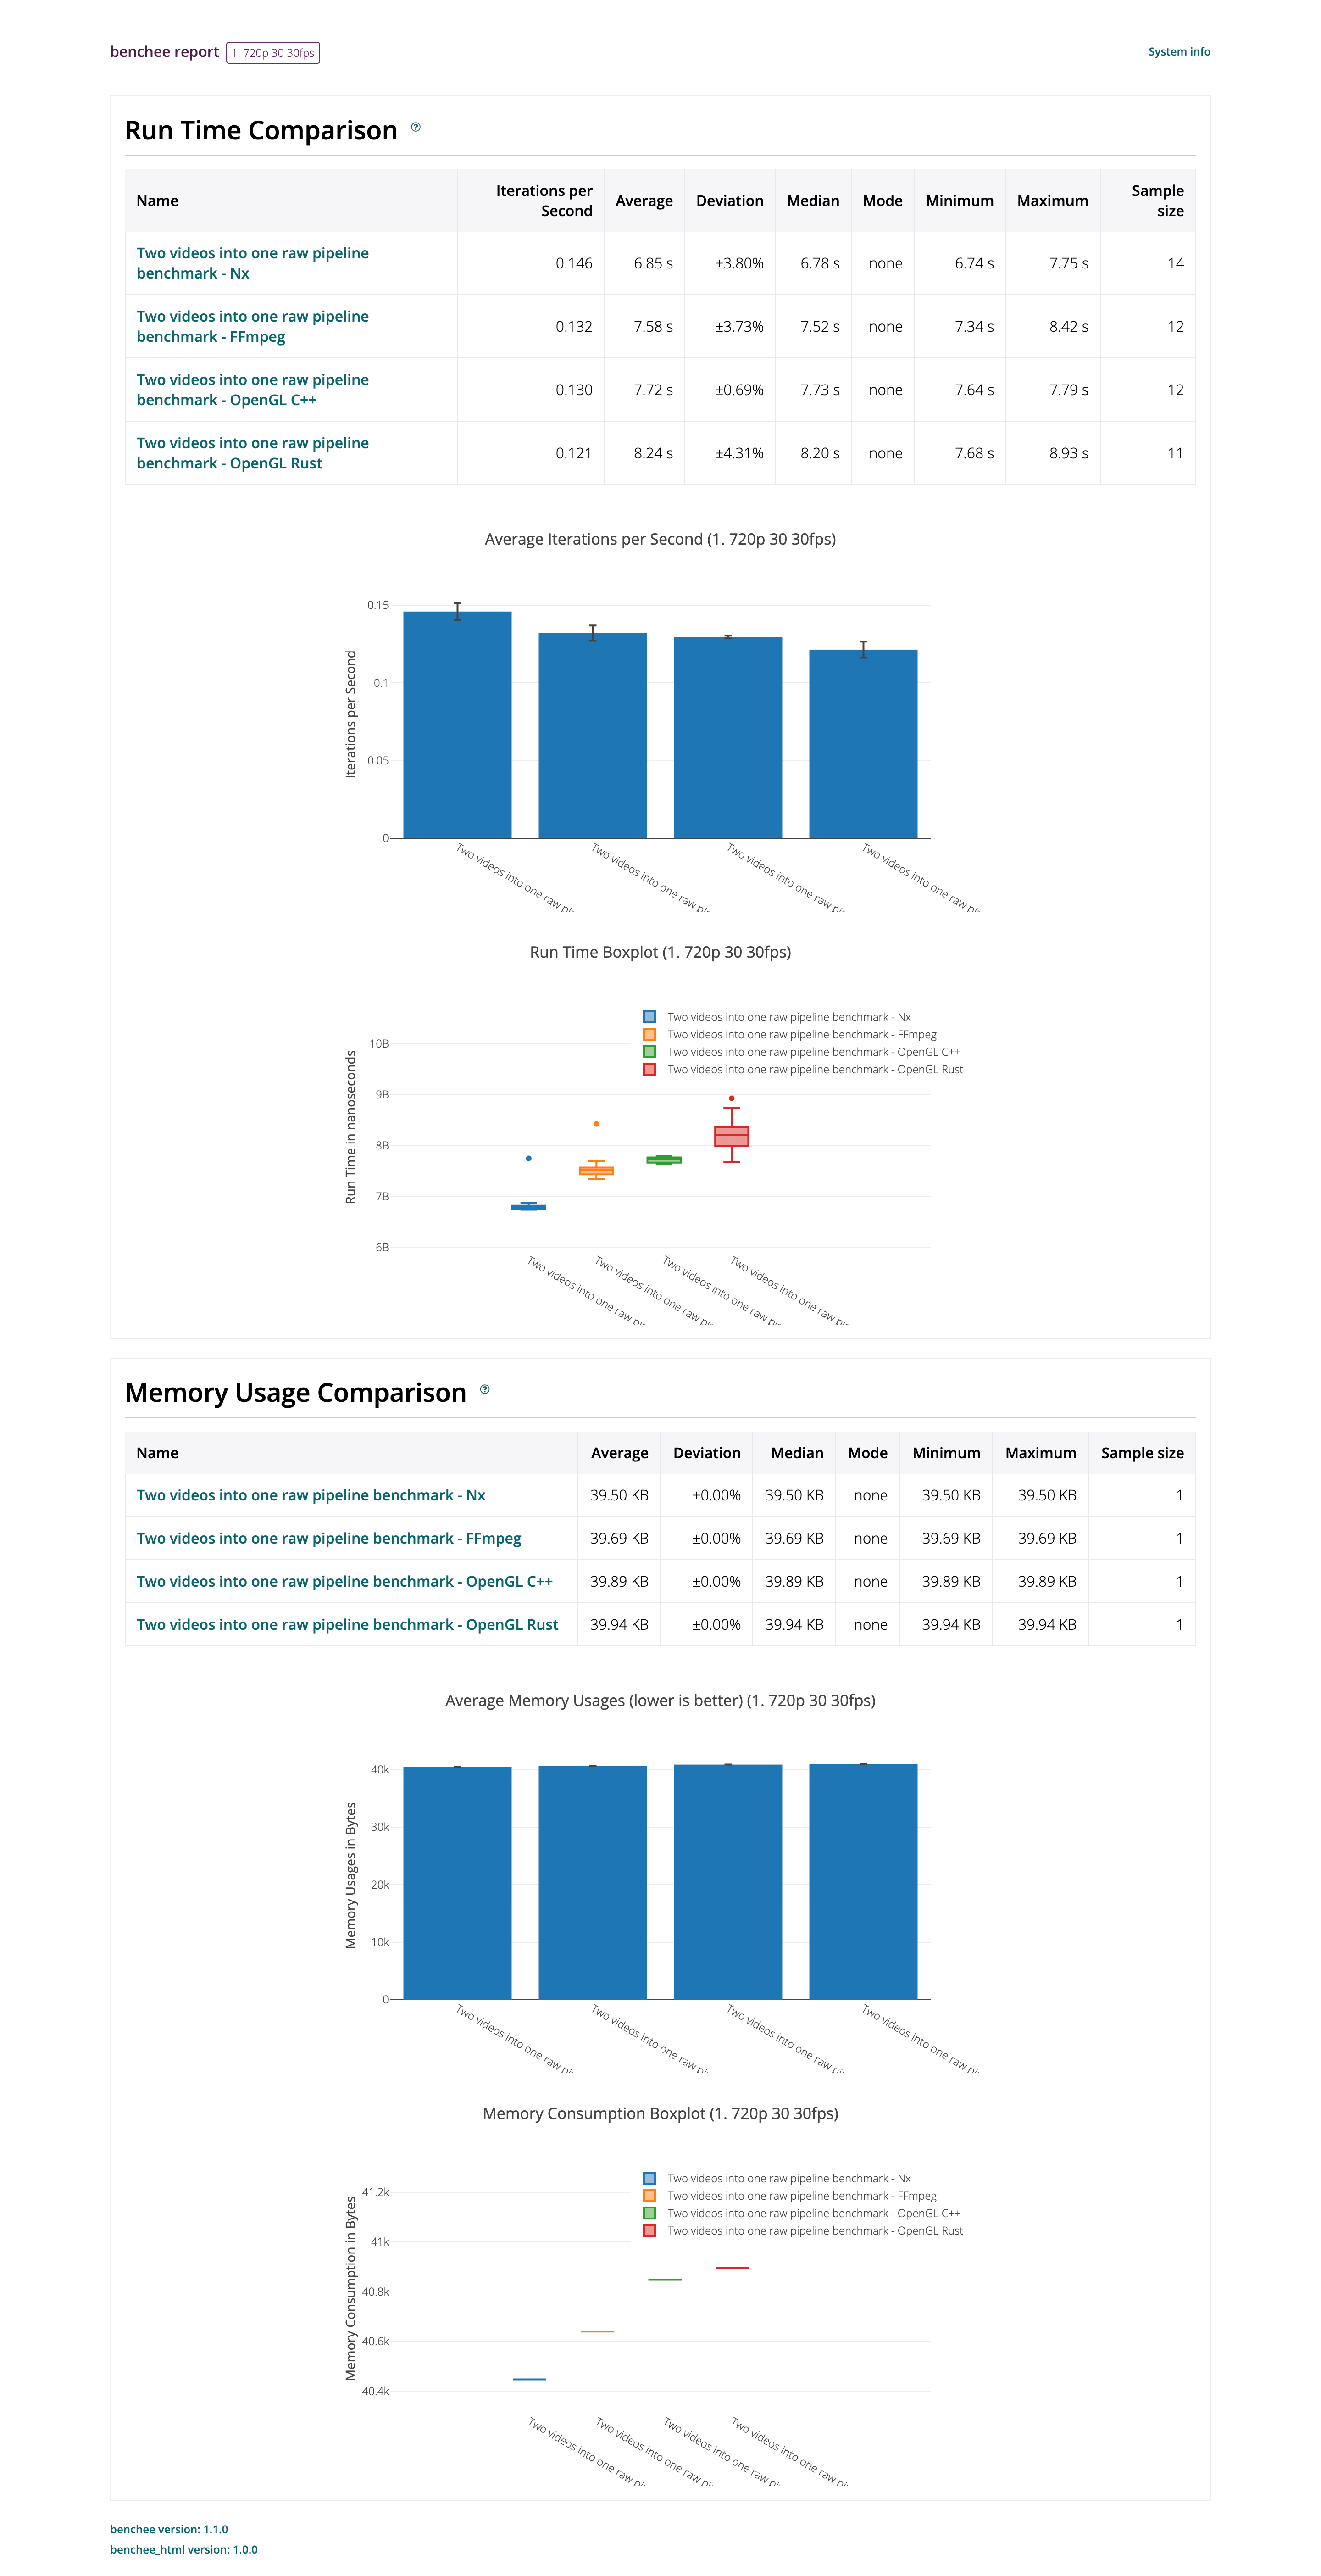 benchee report 1. 720p 30 30fps System info
Run Time Comparison ?
Name Iterations per Second Average Deviation Median Mode Minimum Maximum Sample size
Two videos into one raw pipeline benchmark - Nx 0.146 6.85 s ±3.80% 6.78 s none 6.74 s 7.75 s 14
Two videos into one raw pipeline benchmark - FFmpeg 0.132 7.58 s ±3.73% 7.52 s none 7.34 s 8.42 s 12
Two videos into one raw pipeline benchmark - OpenGL C++ 0.130 7.72 s ±0.69% 7.73 s none 7.64 s 7.79 s 12
Two videos into one raw pipeline benchmark - OpenGL Rust 0.121 8.24 s ±4.31% 8.20 s none 7.68 s 8.93 s 11
Average Iterations per Second (1. 720p 30 30fps)
Iterations per Second
0.15
0.1
0.05
0
Two videos into one raw
Two videos into one raw
Two videos into one raw
Two videos into one raw
Run Time Boxplot (1. 720p 30 30fps)
Two videos into one raw pipeline benchmark - Nx
Two videos into one raw pipeline benchmark - FFmpeg
Two videos into one raw pipeline benchmark - OpenGL C++
Two videos into one raw pipeline benchmark - OpenGL Rust
Run Time in nanoseconds
10B
9B
8B
7B
6B
Two videos into one raw
Two videos into one raw
Two videos into one raw
Two videos into one raw
Memory Usage Comparison ?
Name Average Deviation Median Mode Minimum Maximum Sample size
Two videos into one raw pipeline benchmark - Nx 39.50 KB ±0.00% 39.50 KB none 39.50 KB 39.50 KB 1
Two videos into one raw pipeline benchmark - FFmpeg 39.69 KB ±0.00% 39.69 KB none 39.69 KB 39.69 KB 1
Two videos into one raw pipeline benchmark - OpenGL C++ 39.89 KB ±0.00% 39.89 KB none 39.89 KB 39.89 KB 1
Two videos into one raw pipeline benchmark - OpenGL Rust 39.94 KB ±0.00% 39.94 KB none 39.94 KB 39.94 KB 1
Average Memory Usages (lower is better) (1. 720p 30 30fps)
Memory Usages in Bytes
40k
30k
20k
10k
0
Two videos into one raw
Two videos into one raw
Two videos into one raw
Two videos into one raw
Memory Consumption Boxplot (1. 720p 30 30fps)
Two videos into one raw pipeline benchmark - Nx
Two videos into one raw pipeline benchmark - FFmpeg
Two videos into one raw pipeline benchmark - OpenGL C++
Two videos into one raw pipeline benchmark - OpenGL Rust
Memory Consumption in Bytes
41.2k
41k
40.8k
40.6k
40.4k
Two videos into one raw
Two videos into one raw
Two videos into one raw
Two videos into one raw
benchee version: 1.1.0
benchee_html version: 1.0.0